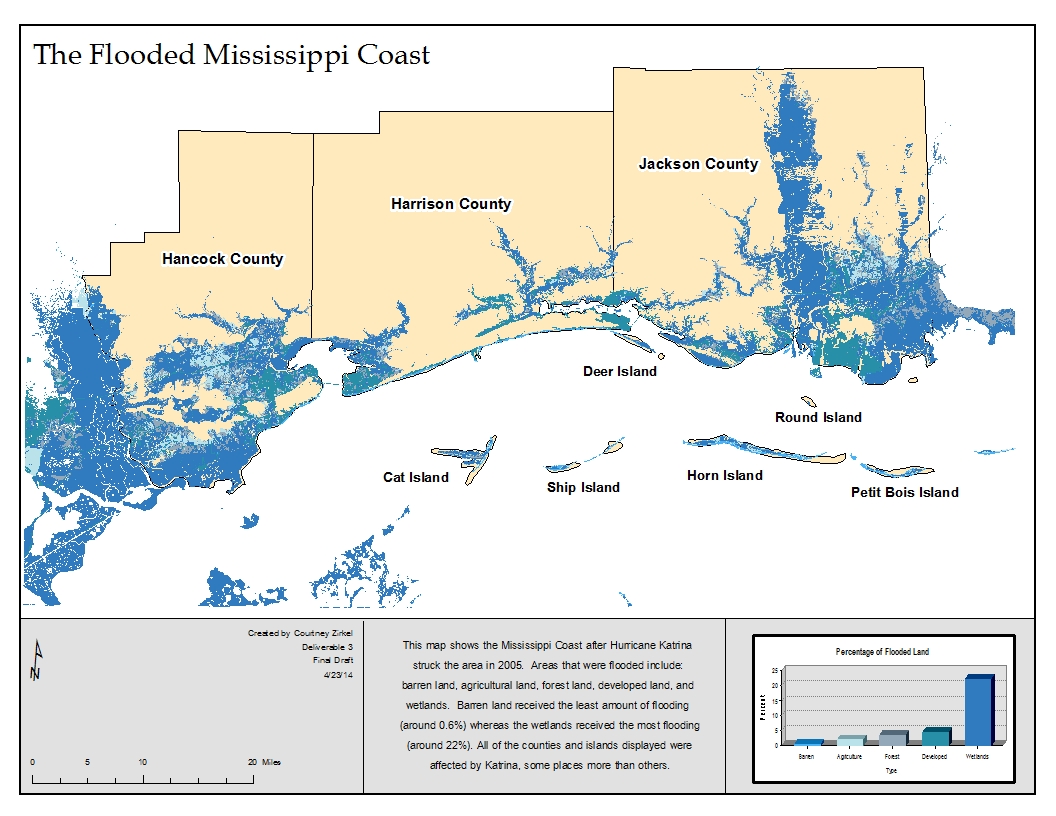 The Flooded Mississippi Coast
Jackson County
Harrison County
Hancock County
Deer Island
Round Island
Cat Island
Ship Island
Horn Island
Petit Bois Island
N
Created by Courtney Zirkel
Deliverable 3
Final Draft
4/23/14
0 5 10 20 Miles
This map shows the Mississippi Coast after Hurricane Katrina
struck the area in 2005. Areas that were flooded include:
barren land, agricultural land, forest land, developed land, and
wetlands. Barren land received the least amount of flooding
(around 0.6%) whereas the wetlands received the most flooding
(around 22%). All of the counties and islands displayed were
affected by Katrina, some places more than others.
Percentage of Flooded Land
Percent
25
20
15
10
5
0
Barren Agriculture Forest Developed Wetlands
Type